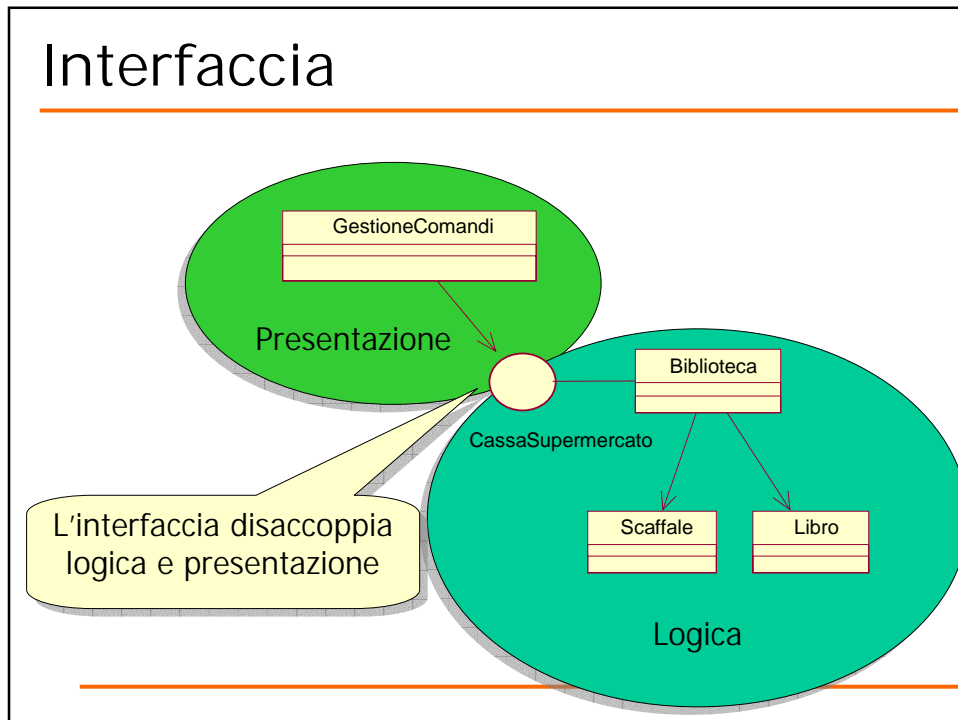 Interfaccia
GestioneComandi
Presentazione
Biblioteca
CassaSupermercato
L'interfaccia disaccoppia
logica e presentazione
Scaffale
Libro
Logica